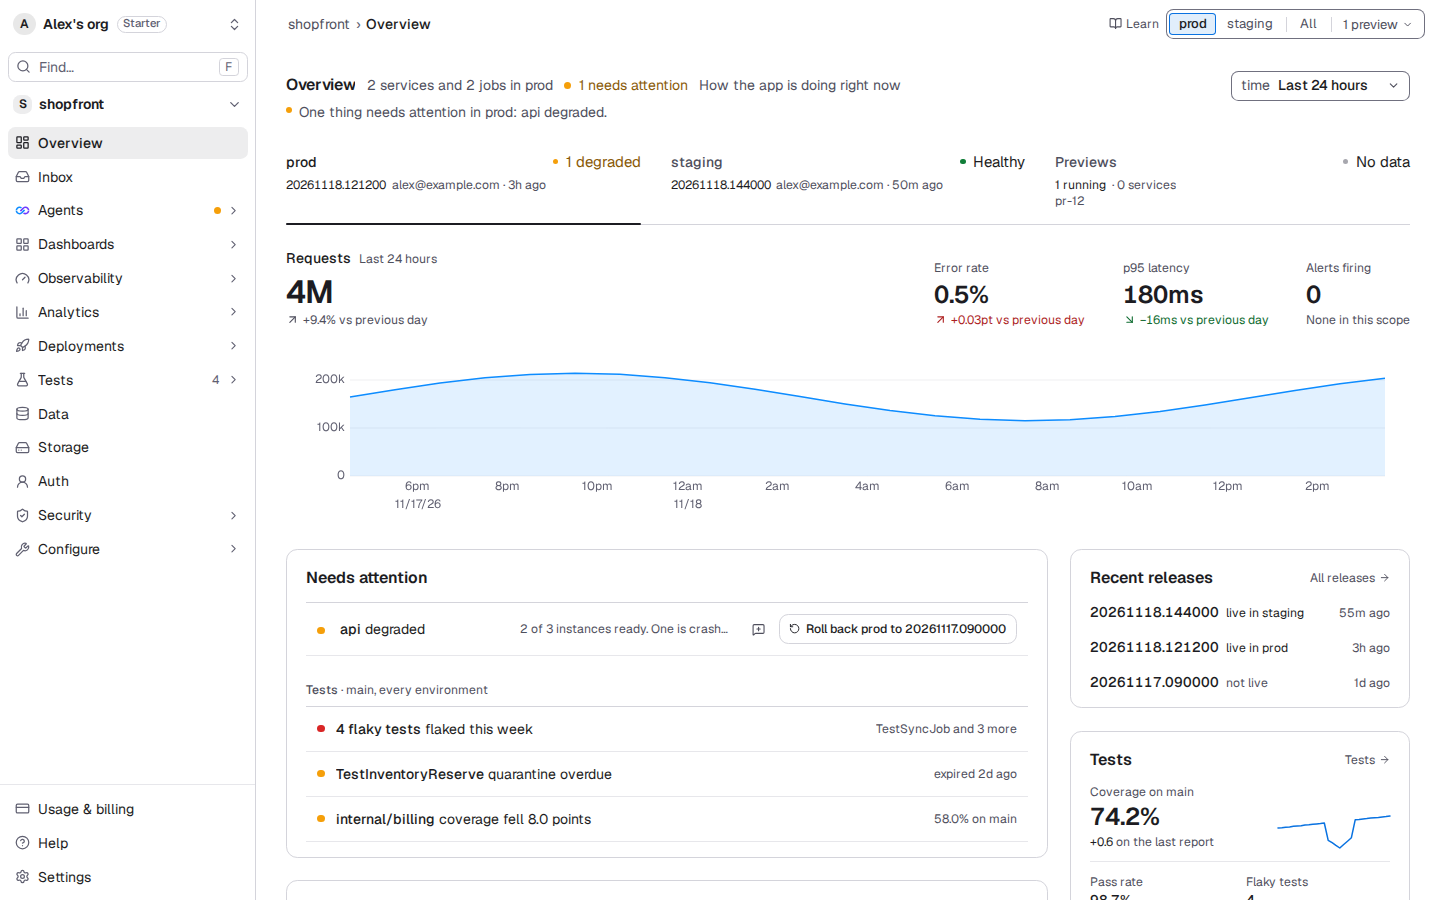 A Alex's org Starter
Find... F
S shopfront
Overview
Inbox
Agents
Dashboards
Observability
Analytics
Deployments
Tests 4
Data
Storage
Auth
Security
Configure
Usage & billing
Help
Settings
shopfront › Overview
Learn prod staging All 1 preview
Overview 2 services and 2 jobs in prod 1 needs attention How the app is doing right now
time Last 24 hours
One thing needs attention in prod: api degraded.
prod 1 degraded
20261118.121200 alex@example.com · 3h ago
staging Healthy
20261118.144000 alex@example.com · 50m ago
Previews No data
1 running · 0 services
pr-12
Requests Last 24 hours
4M
+9.4% vs previous day
Error rate
0.5%
+0.03pt vs previous day
p95 latency
180ms
−16ms vs previous day
Alerts firing
0
None in this scope
200k
100k
0
6pm 8pm 10pm 12am 2am 4am 6am 8am 10am 12pm 2pm
11/17/26 11/18
Needs attention
api degraded 2 of 3 instances ready. One is crash... Roll back prod to 20261117.090000
Tests · main, every environment
4 flaky tests flaked this week TestSyncJob and 3 more
TestInventoryReserve quarantine overdue expired 2d ago
internal/billing coverage fell 8.0 points 58.0% on main
Recent releases All releases →
20261118.144000 live in staging 55m ago
20261118.121200 live in prod 3h ago
20261117.090000 not live 1d ago
Tests Tests →
Coverage on main
74.2%
+0.6 on the last report
Pass rate Flaky tests
98.7% 4